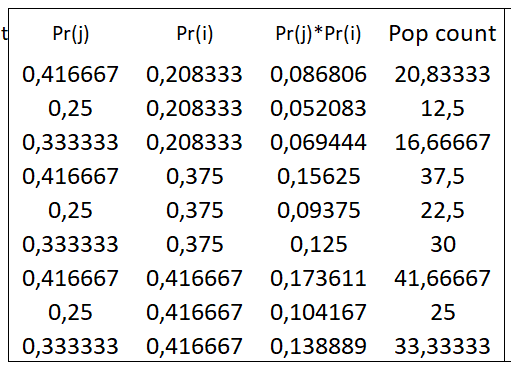 t Pr(j) Pr(i) Pr(j)*Pr(i) Pop count
0,416667 0,208333 0,086806 20,83333
0,25 0,208333 0,052083 12,5
0,333333 0,208333 0,069444 16,66667
0,416667 0,375 0,15625 37,5
0,25 0,375 0,09375 22,5
0,333333 0,375 0,125 30
0,416667 0,416667 0,173611 41,66667
0,25 0,416667 0,104167 25
0,333333 0,416667 0,138889 33,33333